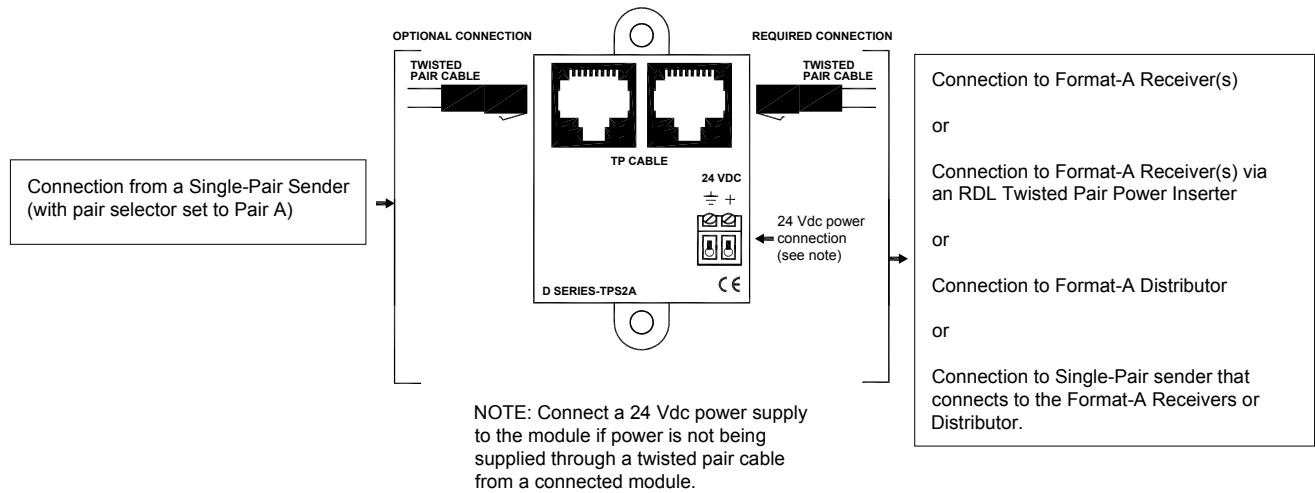 OPTIONAL CONNECTION
REQUIRED CONNECTION
TWISTED
PAIR CABLE
TWISTED
PAIR CABLE
TP CABLE
24 VDC
+
24 Vdc power
connection
(see note)
D SERIES-TPS2A
CE
Connection from a Single-Pair Sender
(with pair selector set to Pair A)
Connection to Format-A Receiver(s)
or
Connection to Format-A Receiver(s) via
an RDL Twisted Pair Power Inserter
or
Connection to Format-A Distributor
or
Connection to Single-Pair sender that
connects to the Format-A Receivers or
Distributor.
NOTE: Connect a 24 Vdc power supply
to the module if power is not being
supplied through a twisted pair cable
from a connected module.